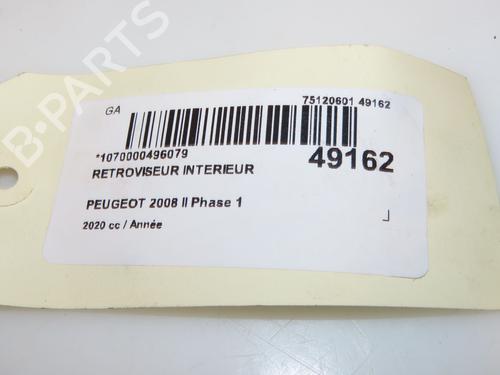 GA
75120601 49162
*1070000496079
49162
RETROVISEUR INTERIEUR
PEUGEOT 2008 II Phase 1
2020 cc / Année
B-PARTS